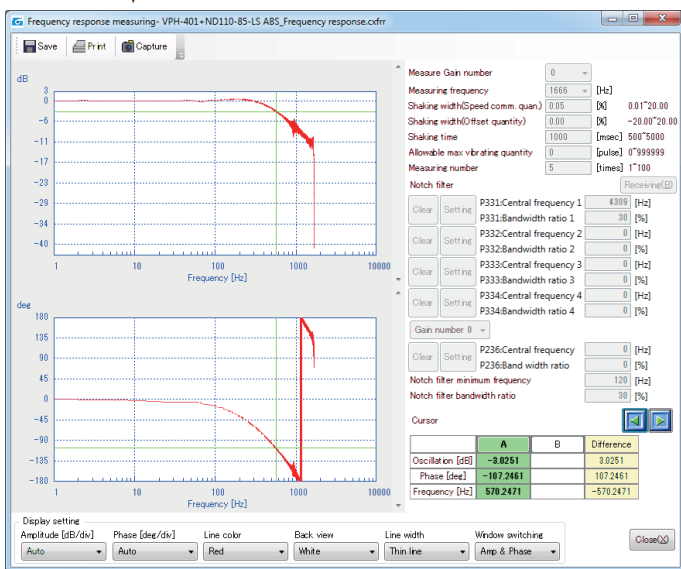 Frequency response measuring- VPH-401+ND110-85-LS ABS_Frequency response.cxfrr
Save Print Capture
dB
3
0
-6
-11
-17
-23
-29
-34
-40
1 10 100 1000 10000
Frequency [Hz]
deg
180
135
90
45
0
-45
-90
-135
-180
1 10 100 1000 10000
Frequency [Hz]
Measure Gain number 0
Measuring frequency 1666 [Hz]
Shaking width(Speed comm. quan.) 0.05 [%] 0.01~20.00
Shaking width(Offset quantity) 0.00 [%] -20.00~20.00
Shaking time 1000 [msec] 500~5000
Allowable max vibrating quantity 0 [pulse] 0~999999
Measuring number 5 [times] 1~100
Notch filter Receiving(R)
Clear Setting P331:Central frequency 1 4309 [Hz]
P331:Bandwidth ratio 1 30 [%]
Clear Setting P332:Central frequency 2 0 [Hz]
P332:Bandwidth ratio 2 0 [%]
Clear Setting P333:Central frequency 3 0 [Hz]
P333:Bandwidth ratio 3 0 [%]
Clear Setting P334:Central frequency 4 0 [Hz]
P334:Bandwidth ratio 4 0 [%]
Gain number 0
Clear Setting P236:Central frequency 0 [Hz]
P236:Band width ratio 0 [%]
Notch filter minimum frequency 120 [Hz]
Notch filter bandwidth ratio 30 [%]
Cursor
A B Difference
Oscillation [dB] -3.0251 3.0251
Phase [deg] -107.2461 107.2461
Frequency [Hz] 570.2471 -570.2471
Display setting
Amplitude [dB/div] Phase [deg/div] Line color Back view Line width Window switching
Auto Auto Red White Thin line Amp & Phase
Close(X)